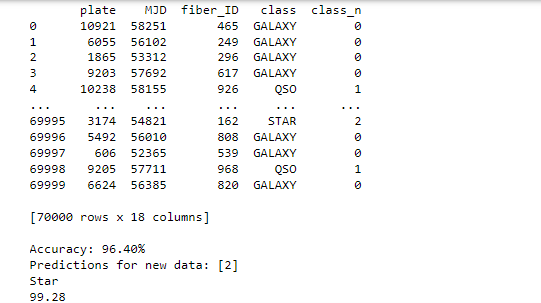 plate MJD fiber_ID class class_n
0 10921 58251 465 GALAXY 0
1 6055 56102 249 GALAXY 0
2 1865 53312 296 GALAXY 0
3 9203 57692 617 GALAXY 0
4 10238 58155 926 QSO 1
... ... ... ... ... ...
69995 3174 54821 162 STAR 2
69996 5492 56010 808 GALAXY 0
69997 606 52365 539 GALAXY 0
69998 9205 57711 968 QSO 1
69999 6624 56385 820 GALAXY 0
[70000 rows x 18 columns]
Accuracy: 96.40%
Predictions for new data: [2]
Star
99.28